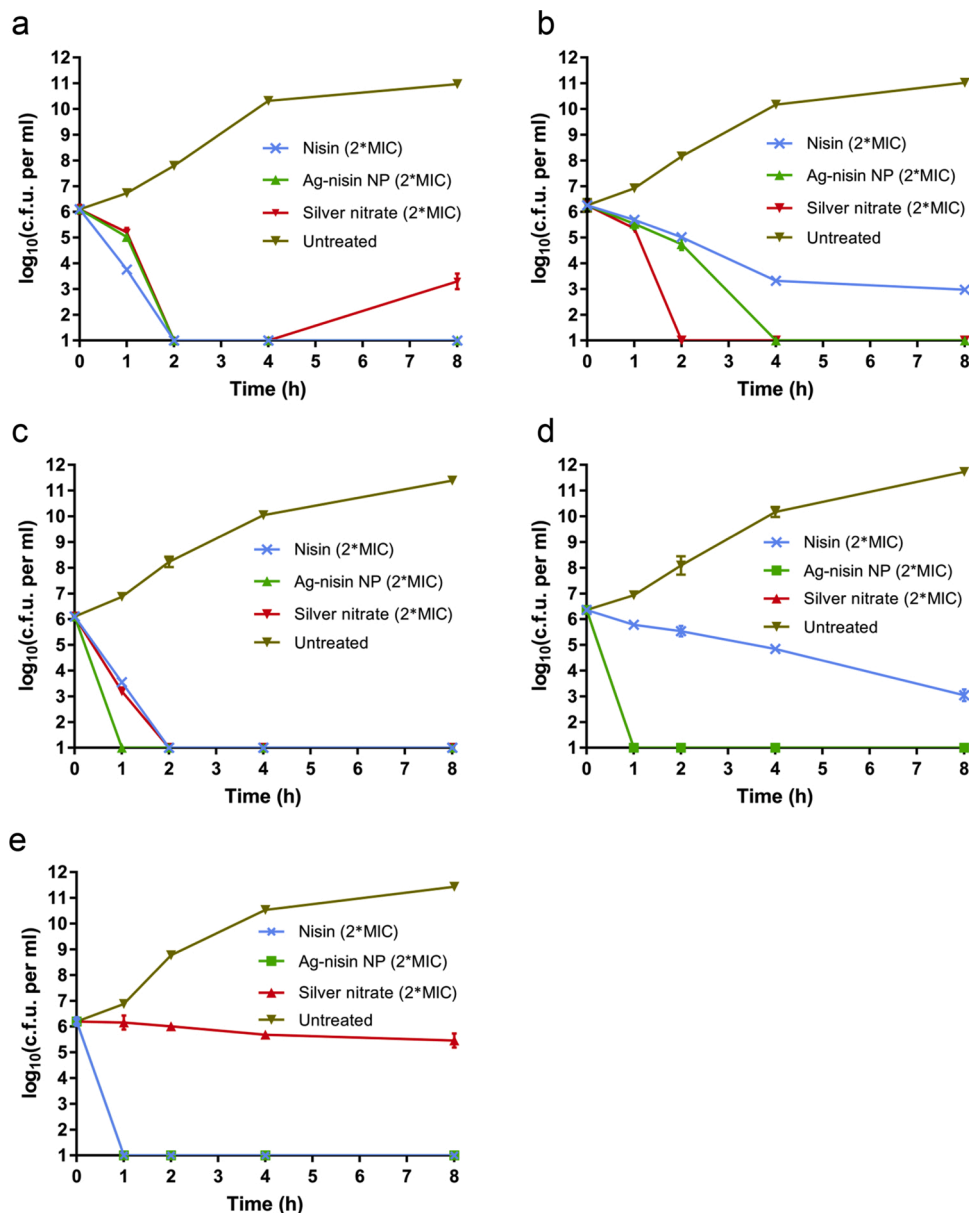 a
12
11
10
9
8
7
6
5
4
3
2
1
log10(c.f.u. per ml)
Nisin (2*MIC)
Ag-nisin NP (2*MIC)
Silver nitrate (2*MIC)
Untreated
0 1 2 3 4 5 6 7 8
Time (h)
b
12
11
10
9
8
7
6
5
4
3
2
1
log10(c.f.u. per ml)
Nisin (2*MIC)
Ag-nisin NP (2*MIC)
Silver nitrate (2*MIC)
Untreated
0 1 2 3 4 5 6 7 8
Time (h)
c
12
11
10
9
8
7
6
5
4
3
2
1
log10(c.f.u. per ml)
Nisin (2*MIC)
Ag-nisin NP (2*MIC)
Silver nitrate (2*MIC)
Untreated
0 1 2 3 4 5 6 7 8
Time (h)
d
12
11
10
9
8
7
6
5
4
3
2
1
log10(c.f.u. per ml)
Nisin (2*MIC)
Ag-nisin NP (2*MIC)
Silver nitrate (2*MIC)
Untreated
0 1 2 3 4 5 6 7 8
Time (h)
e
12
11
10
9
8
7
6
5
4
3
2
1
log10(c.f.u. per ml)
Nisin (2*MIC)
Ag-nisin NP (2*MIC)
Silver nitrate (2*MIC)
Untreated
0 1 2 3 4 5 6 7 8
Time (h)